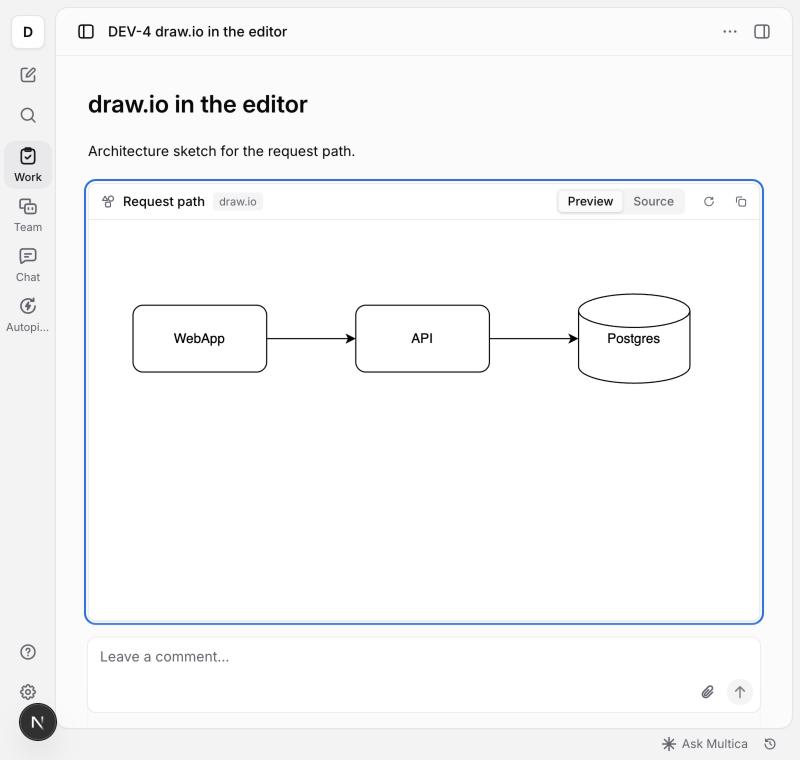 D
DEV-4 draw.io in the editor
Work
Team
Chat
Autopi...
draw.io in the editor
Architecture sketch for the request path.
Request path draw.io Preview Source
WebApp API Postgres
Leave a comment...
N
Ask Multica